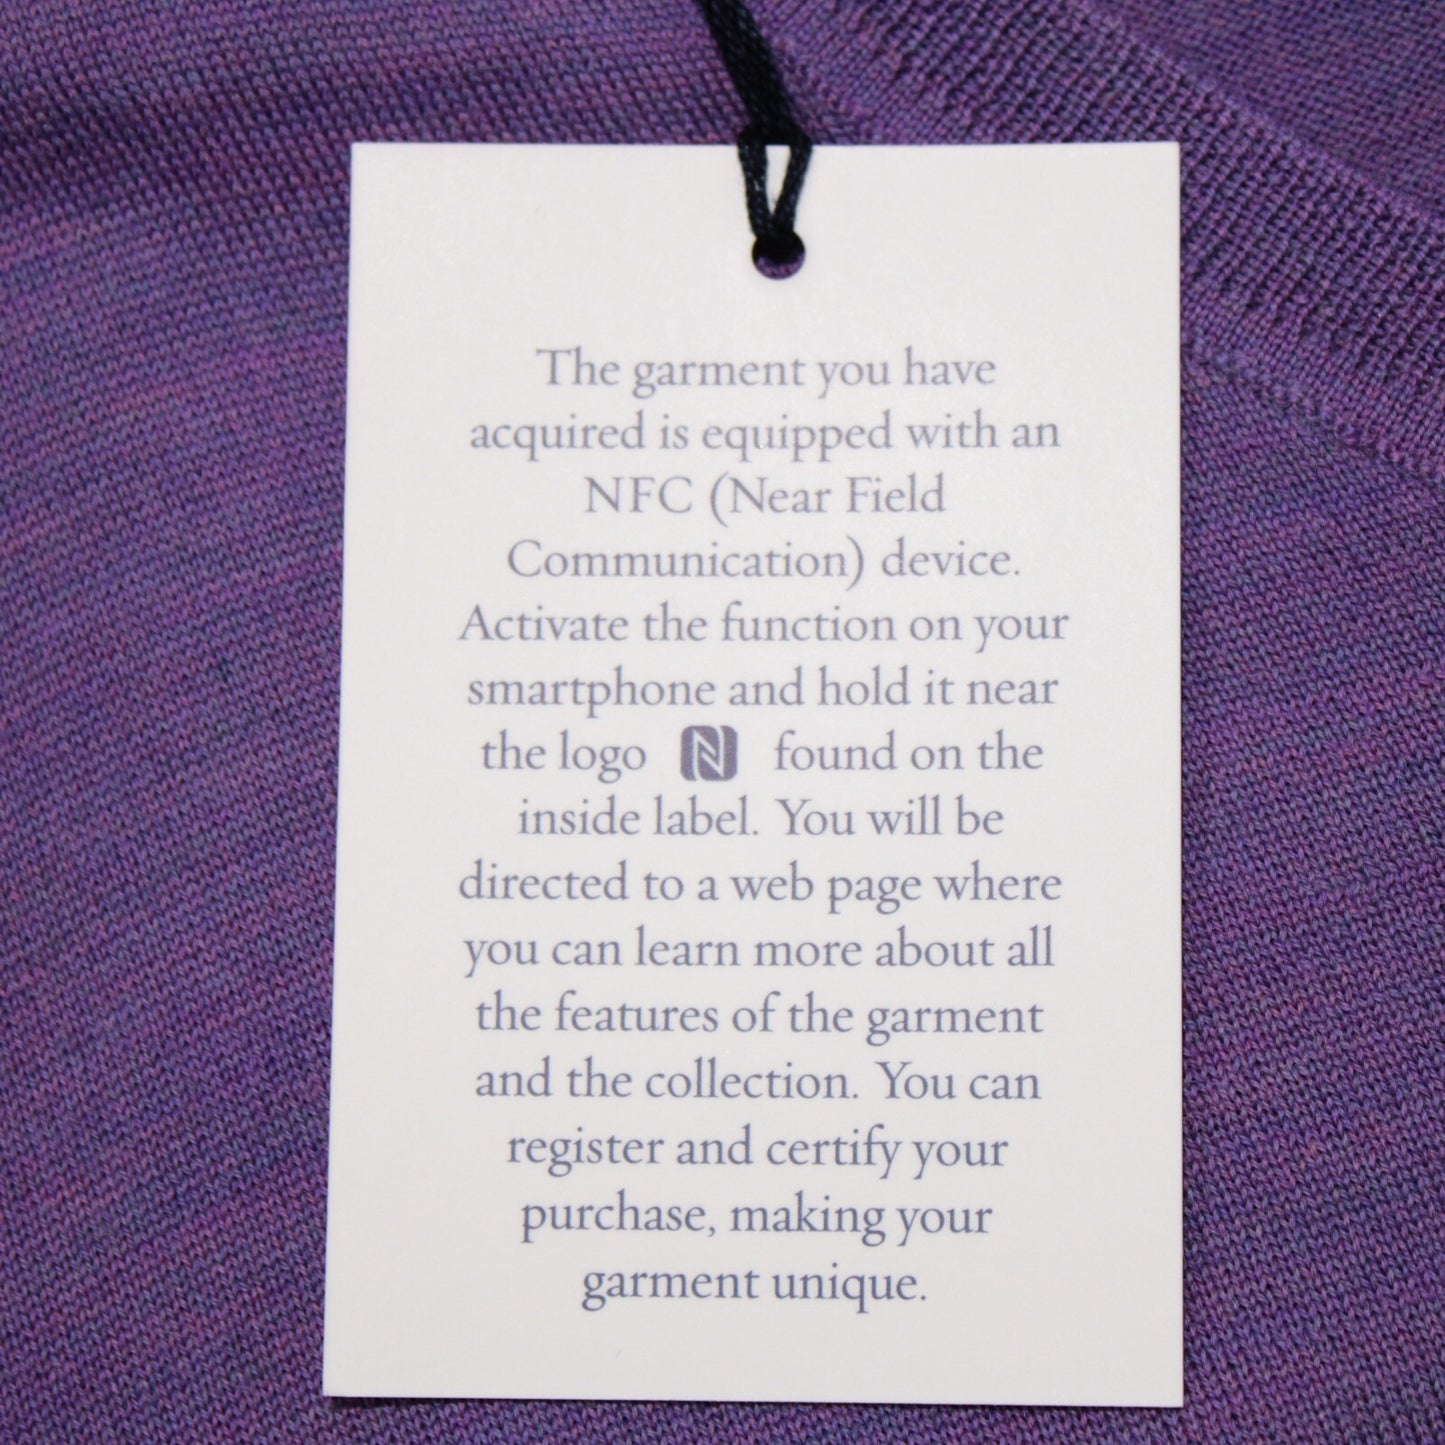 The garment you have
acquired is equipped with an
NFC (Near Field
Communication) device.
Activate the function on your
smartphone and hold it near
the logo N found on the
inside label. You will be
directed to a web page where
you can learn more about all
the features of the garment
and the collection. You can
register and certify your
purchase, making your
garment unique.